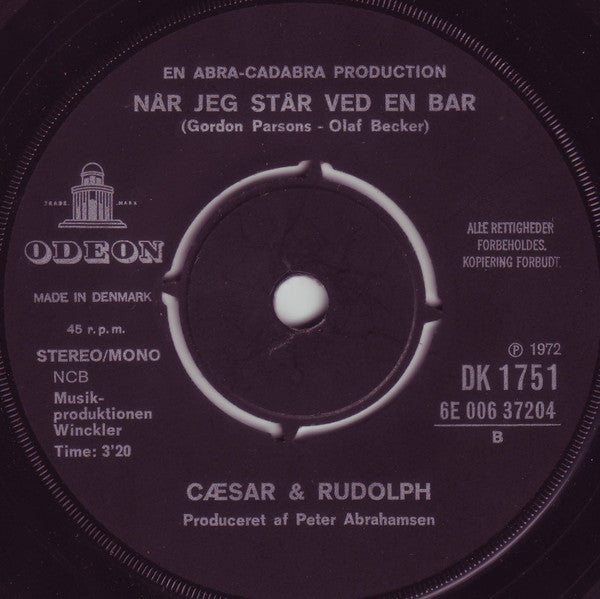 EN ABRA-CADABRA PRODUCTION
NÅR JEG STÅR VED EN BAR
(Gordon Parsons - Olaf Becker)
TRADE MARK
ODEON
MADE IN DENMARK
45 r.p.m.
STEREO/MONO
NCB
Musik-
produktionen
Winckler
Time: 3'20
ALLE RETTIGHEDER
FORBEHOLDES.
KOPIERING FORBUDT.
Ⓟ 1972
DK 1751
6E 006 37204
B
CÆSAR & RUDOLPH
Produceret af Peter Abrahamsen